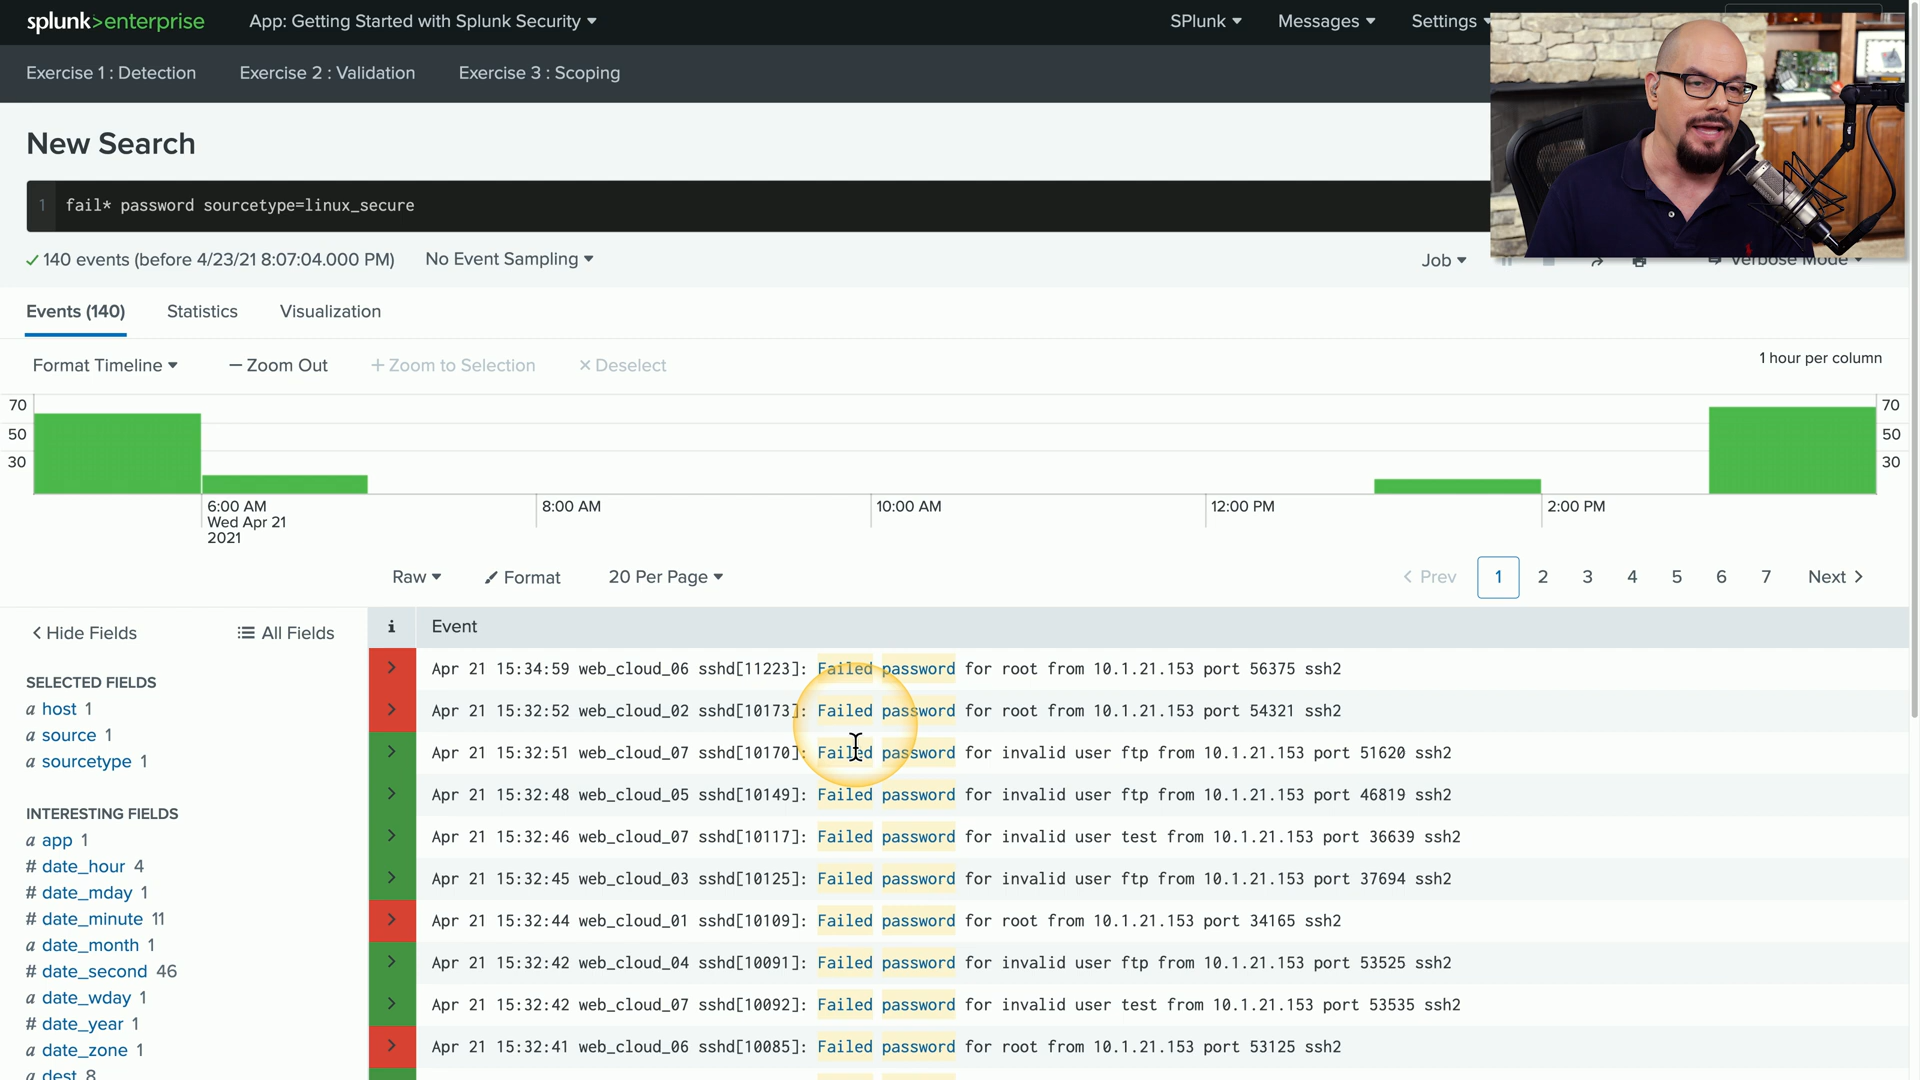 splunk>enterprise App: Getting Started with Splunk Security SPlunk Messages Settings
Exercise 1 : Detection Exercise 2 : Validation Exercise 3 : Scoping
New Search
1 fail* password sourcetype=linux_secure
140 events (before 4/23/21 8:07:04.000 PM) No Event Sampling Job Verbose Mode
Events (140) Statistics Visualization
Format Timeline — Zoom Out + Zoom to Selection × Deselect 1 hour per column
70 70
50 50
30 30
6:00 AM 8:00 AM 10:00 AM 12:00 PM 2:00 PM
Wed Apr 21
2021
Raw Format 20 Per Page < Prev 1 2 3 4 5 6 7 Next >
< Hide Fields All Fields
i Event
SELECTED FIELDS
a host 1
a source 1
a sourcetype 1
INTERESTING FIELDS
a app 1
# date_hour 4
# date_mday 1
# date_minute 11
a date_month 1
# date_second 46
a date_wday 1
# date_year 1
a date_zone 1
a dest 8
> Apr 21 15:34:59 web_cloud_06 sshd[11223]: Failed password for root from 10.1.21.153 port 56375 ssh2
> Apr 21 15:32:52 web_cloud_02 sshd[10173]: Failed password for root from 10.1.21.153 port 54321 ssh2
> Apr 21 15:32:51 web_cloud_07 sshd[10170]: Failed password for invalid user ftp from 10.1.21.153 port 51620 ssh2
> Apr 21 15:32:48 web_cloud_05 sshd[10149]: Failed password for invalid user ftp from 10.1.21.153 port 46819 ssh2
> Apr 21 15:32:46 web_cloud_07 sshd[10117]: Failed password for invalid user test from 10.1.21.153 port 36639 ssh2
> Apr 21 15:32:45 web_cloud_03 sshd[10125]: Failed password for invalid user ftp from 10.1.21.153 port 37694 ssh2
> Apr 21 15:32:44 web_cloud_01 sshd[10109]: Failed password for root from 10.1.21.153 port 34165 ssh2
> Apr 21 15:32:42 web_cloud_04 sshd[10091]: Failed password for invalid user ftp from 10.1.21.153 port 53525 ssh2
> Apr 21 15:32:42 web_cloud_07 sshd[10092]: Failed password for invalid user test from 10.1.21.153 port 53535 ssh2
> Apr 21 15:32:41 web_cloud_06 sshd[10085]: Failed password for root from 10.1.21.153 port 53125 ssh2